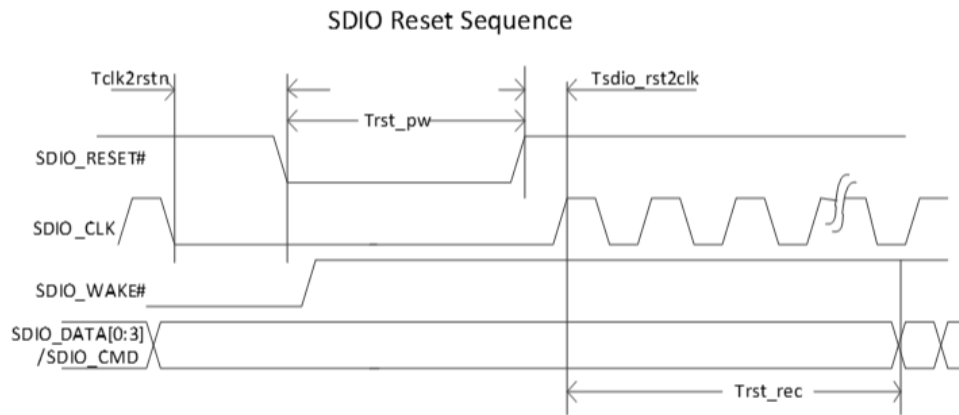 SDIO Reset Sequence
Tclk2rstn
Tsdio_rst2clk
Trst_pw
SDIO_RESET#
SDIO_CLK
SDIO_WAKE#
SDIO_DATA[0:3]
/SDIO_CMD
Trst_rec